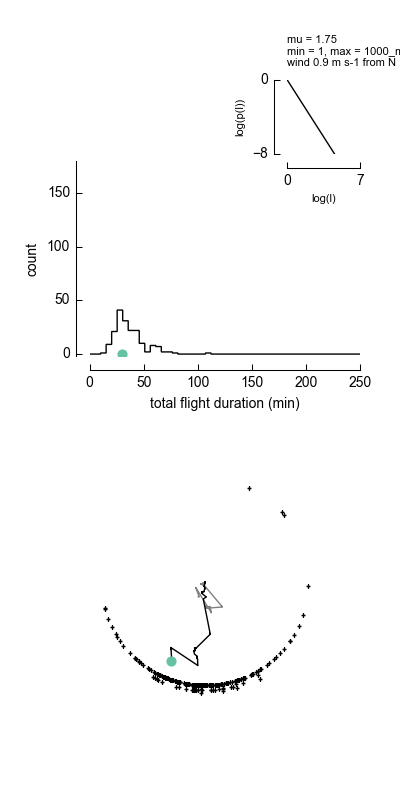 mu = 1.75
min = 1, max = 1000_m
wind 0.9 m s-1 from N
0
log(p(l))
−8
0
7
log(l)
150
100
50
0
count
0
50
100
150
200
250
total flight duration (min)